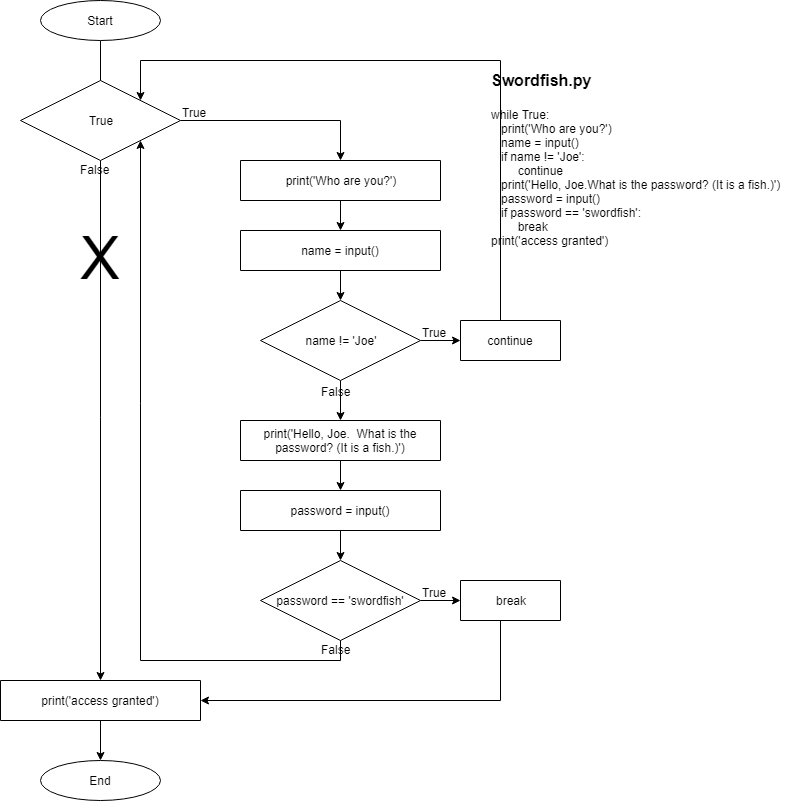 Start
Swordfish.py
True
True
False
while True:
print('Who are you?')
name = input()
if name != 'Joe':
continue
print('Hello, Joe.What is the password? (It is a fish.)')
password = input()
if password == 'swordfish':
break
print('access granted')
X
print('Who are you?')
name = input()
name != 'Joe'
True
continue
False
print('Hello, Joe.  What is the
password? (It is a fish.)')
password = input()
password == 'swordfish'
True
break
False
print('access granted')
End